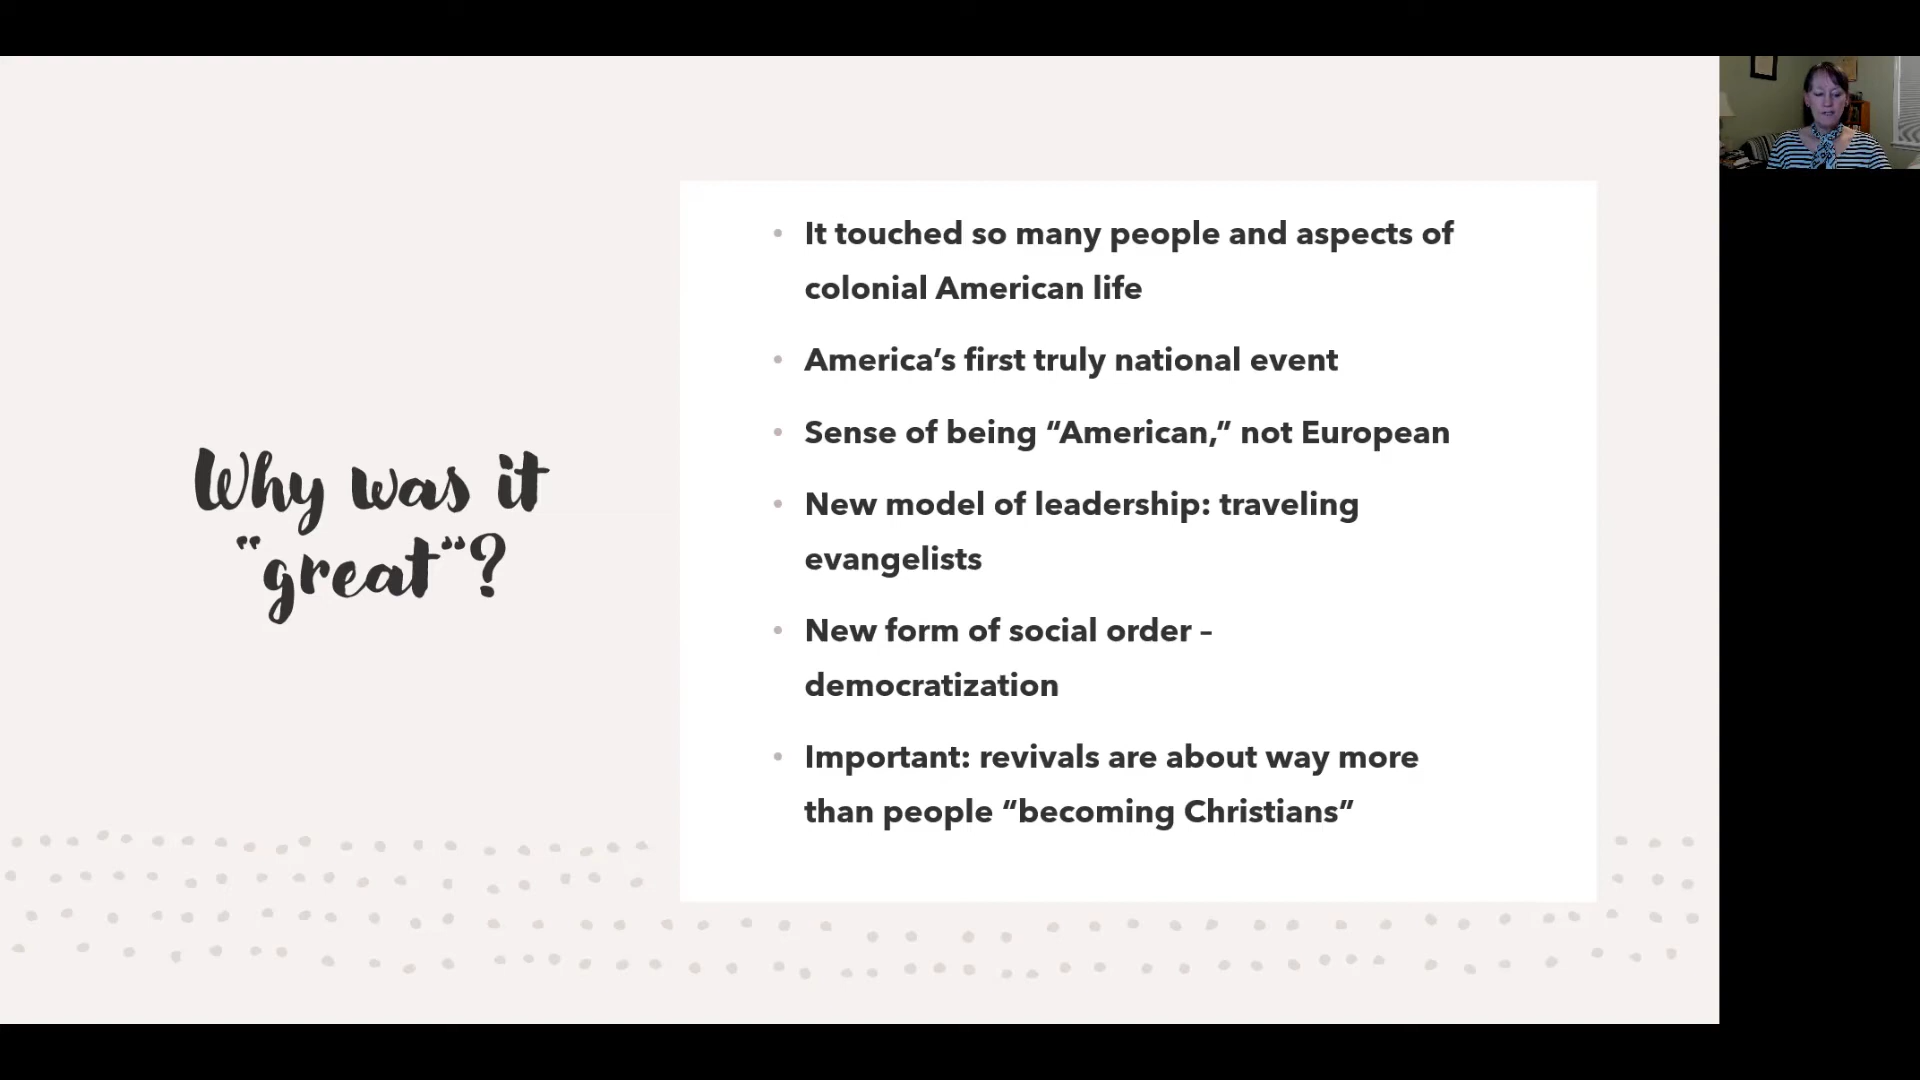 Why was it
"great"?
• It touched so many people and aspects of
colonial American life
• America’s first truly national event
• Sense of being “American,” not European
• New model of leadership: traveling
evangelists
• New form of social order –
democratization
• Important: revivals are about way more
than people “becoming Christians”